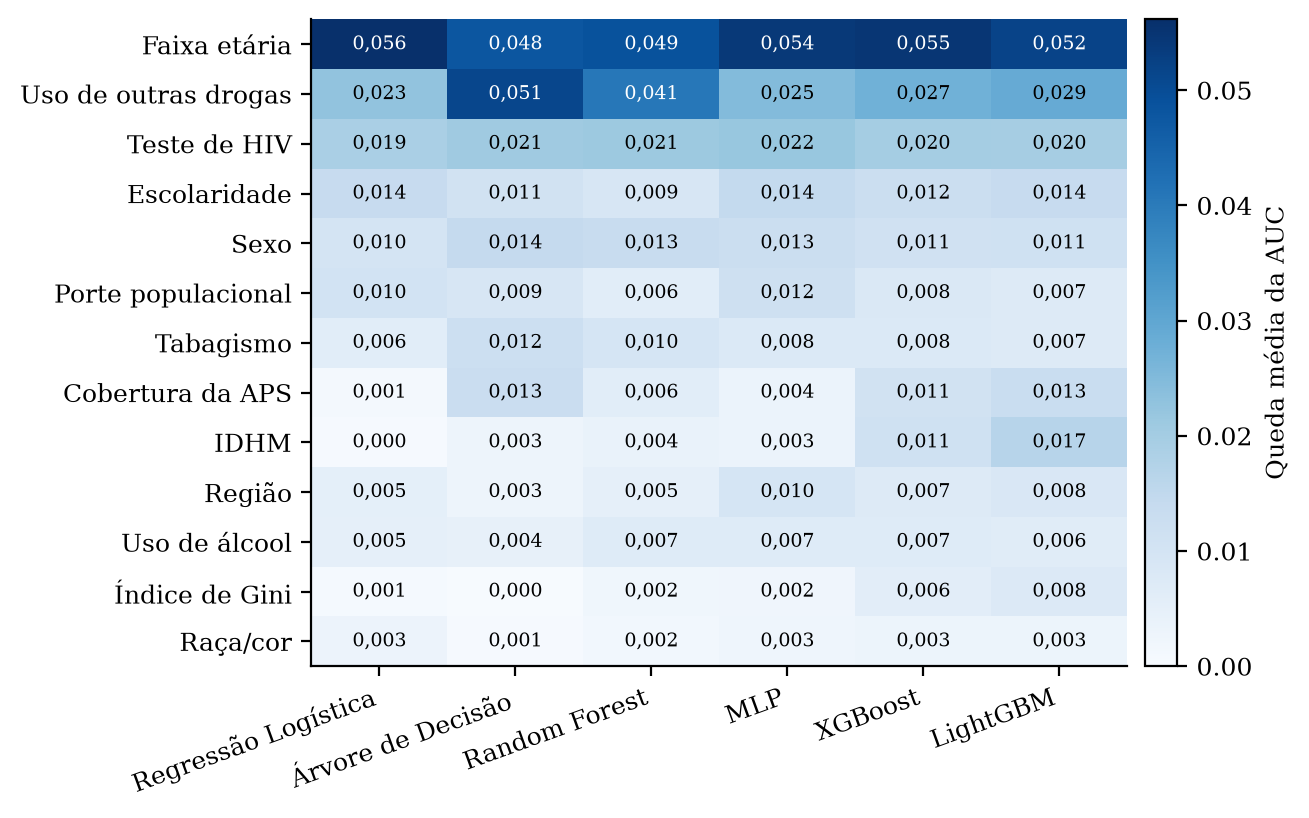 Faixa etária 0,056 0,048 0,049 0,054 0,055 0,052
Uso de outras drogas 0,023 0,051 0,041 0,025 0,027 0,029
Teste de HIV 0,019 0,021 0,021 0,022 0,020 0,020
Escolaridade 0,014 0,011 0,009 0,014 0,012 0,014
Sexo 0,010 0,014 0,013 0,013 0,011 0,011
Porte populacional 0,010 0,009 0,006 0,012 0,008 0,007
Tabagismo 0,006 0,012 0,010 0,008 0,008 0,007
Cobertura da APS 0,001 0,013 0,006 0,004 0,011 0,013
IDHM 0,000 0,003 0,004 0,003 0,011 0,017
Região 0,005 0,003 0,005 0,010 0,007 0,008
Uso de álcool 0,005 0,004 0,007 0,007 0,007 0,006
Índice de Gini 0,001 0,000 0,002 0,002 0,006 0,008
Raça/cor 0,003 0,001 0,002 0,003 0,003 0,003
Regressão Logística
Árvore de Decisão
Random Forest
MLP
XGBoost
LightGBM
0.05
0.04
0.03
0.02
0.01
0.00
Queda média da AUC